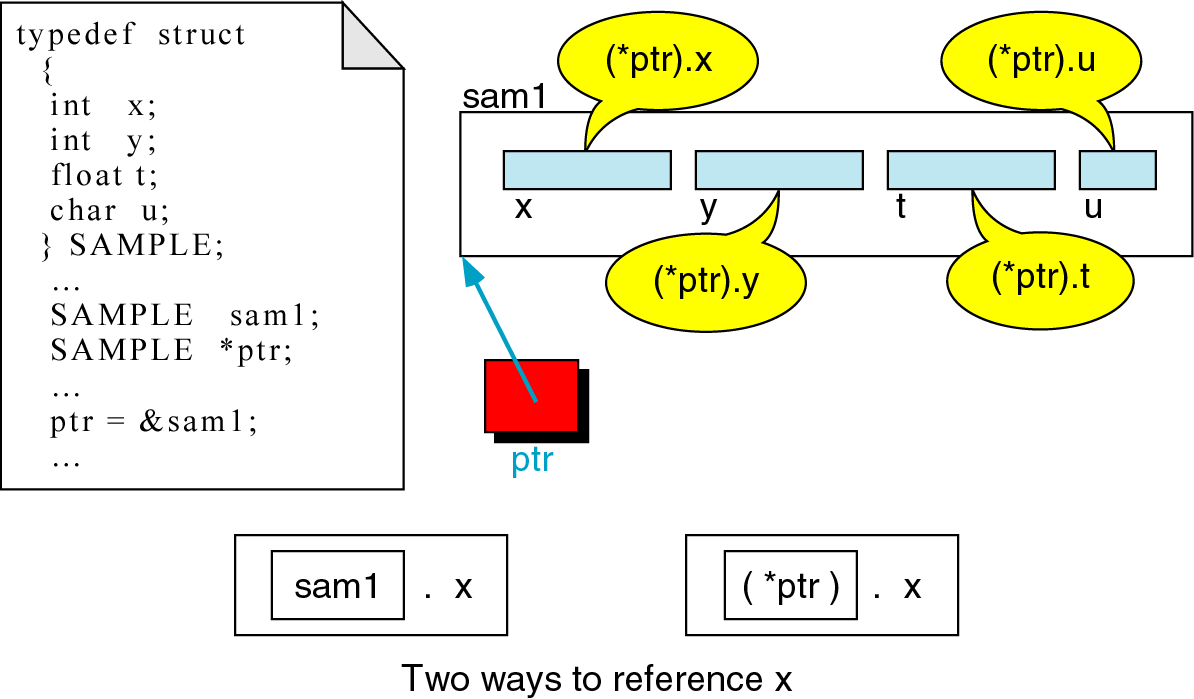 typedef struct
{
int x;
int y;
float t;
char u;
} SAMPLE;
...
SAMPLE sam1;
SAMPLE *ptr;
...
ptr = &sam1;
...
(*ptr).x
(*ptr).u
sam1
x
y
t
u
(*ptr).y
(*ptr).t
ptr
sam1 . x
( *ptr ) . x
Two ways to reference x